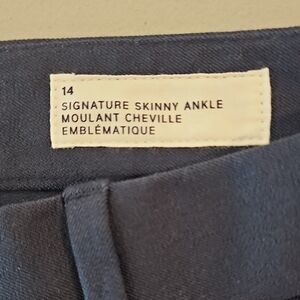 14
SIGNATURE SKINNY ANKLE
MOULANT CHEVILLE
EMBLÉMATIQUE